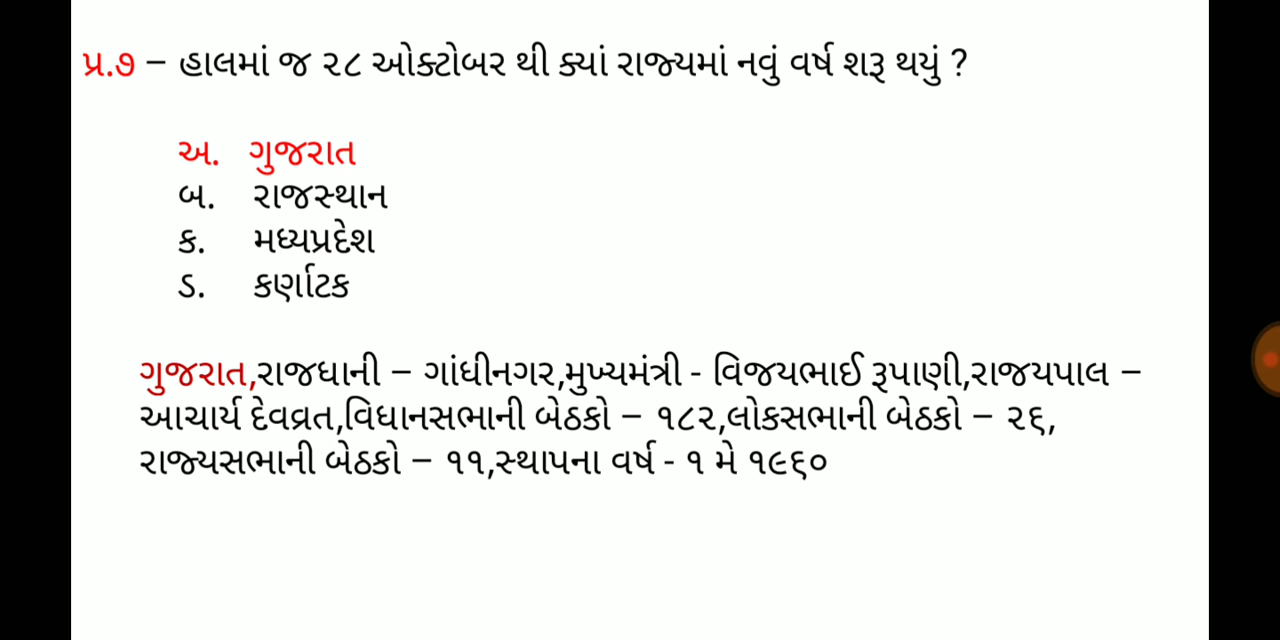 પ્ર.૭ – હાલમાં જ ૨૮ ઓક્ટોબર થી ક્યાં રાજ્યમાં નવું વર્ષ શરૂ થયું ?
અ. ગુજરાત
બ. રાજસ્થાન
ક. મધ્યપ્રદેશ
ડ. કર્ણાટક
ગુજરાત,રાજધાની – ગાંધીનગર,મુખ્યમંત્રી - વિજયભાઈ રૂપાણી,રાજયપાલ –
આચાર્ય દેવવ્રત,વિધાનસભાની બેઠકો – ૧૮૨,લોકસભાની બેઠકો – ૨૬,
રાજ્યસભાની બેઠકો – ૧૧,સ્થાપના વર્ષ - ૧ મે ૧૯૬૦